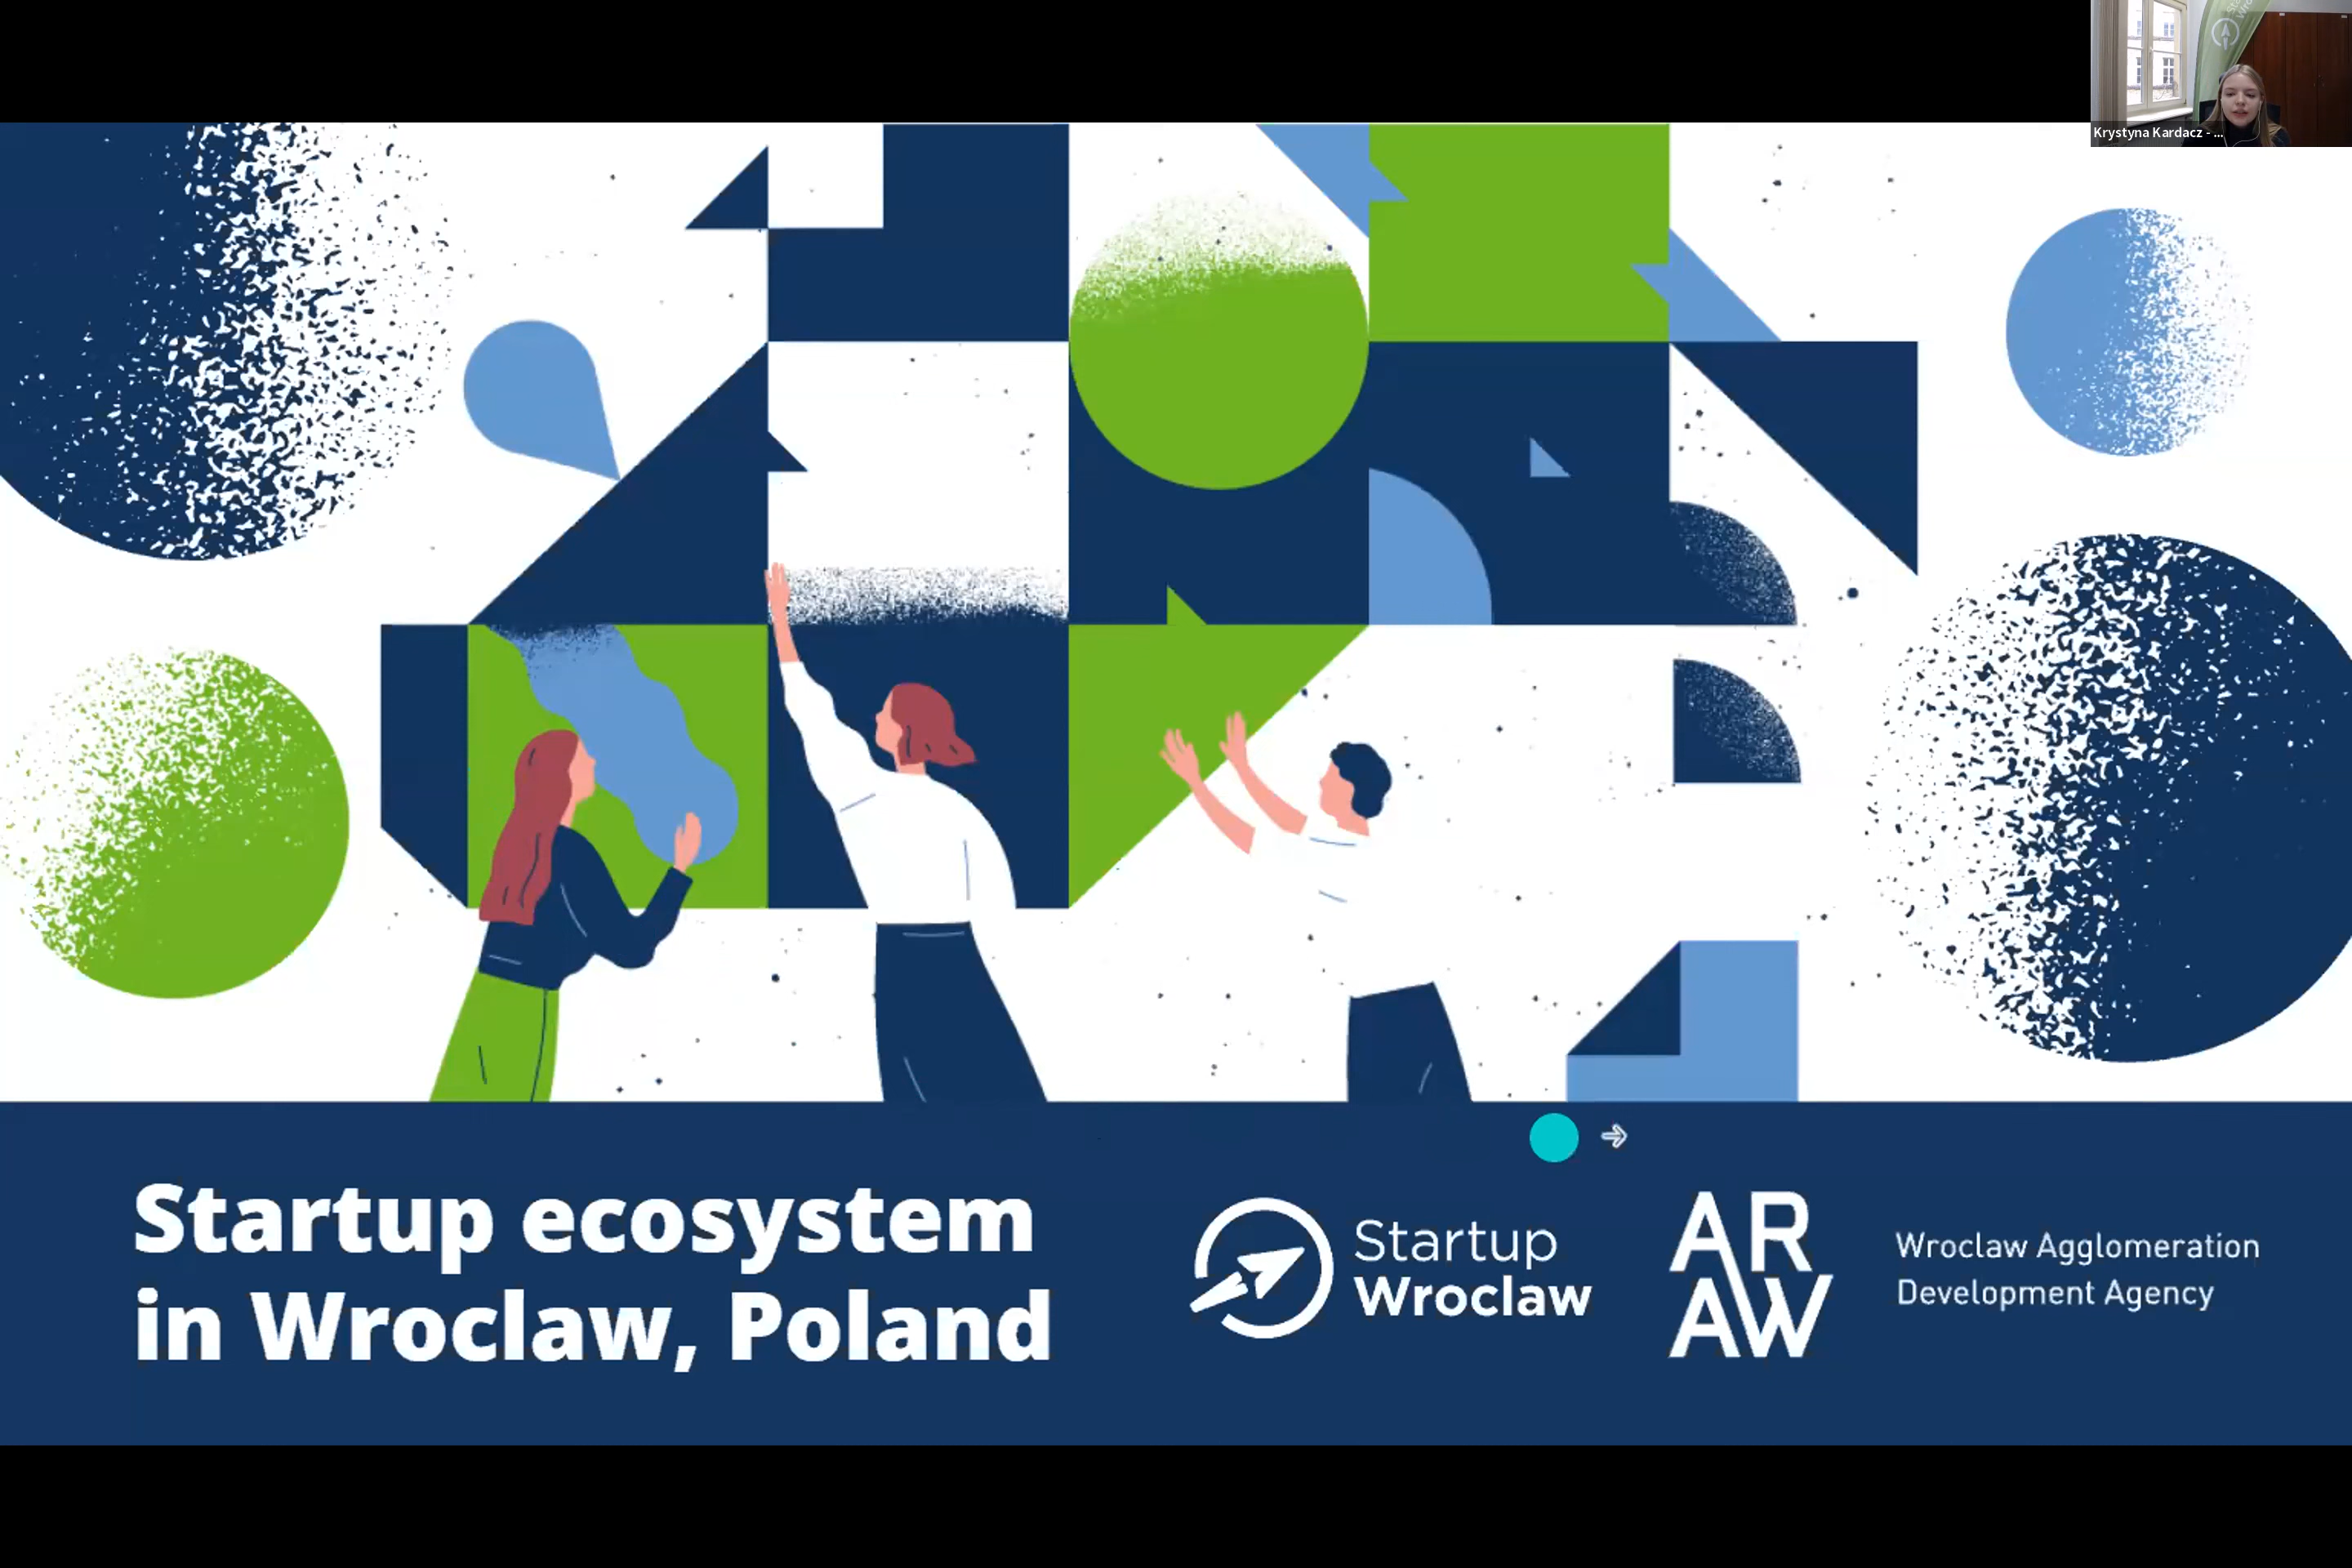 Krystyna Kardacz - ...
Startup ecosystem
in Wroclaw, Poland
Startup
Wroclaw
AR
AW
Wroclaw Agglomeration
Development Agency